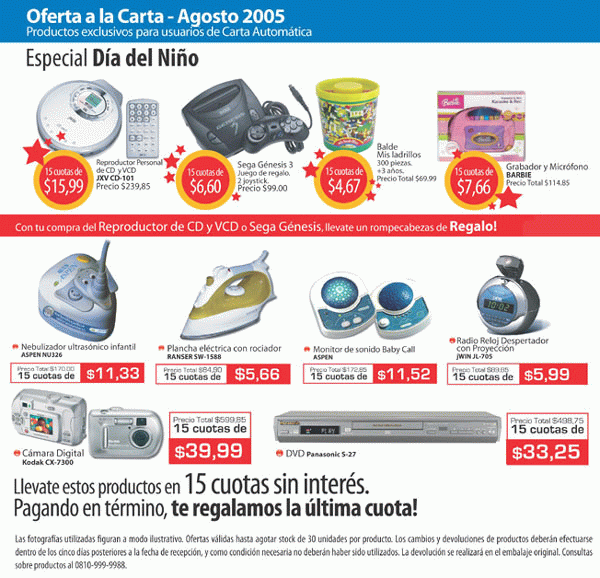 Oferta a la Carta - Agosto 2005
Productos exclusivos para usuarios de Carta Automática
Especial Día del Niño
15 cuotas de
$15,99
Reproductor Personal
de CD y VCD
JXV CD-101
Precio $239,85
15 cuotas de
$6,60
Sega Génesis 3
Juego de regalo.
2 Joystick.
Precio $99.00
15 cuotas de
$4,67
Balde
Mis ladrillos
300 piezas.
+3 años.
Precio Total $69.99
Barbie
15 cuotas de
$7,66
Grabador y Micrófono
BARBIE
Precio Total $114.85
Con tu compra del Reproductor de CD y VCD o Sega Génesis, llevate un rompecabezas de Regalo!
Nebulizador ultrasónico infantil
ASPEN NU326
Precio Total $170.00
15 cuotas de $11,33
Plancha eléctrica con rociador
RANSER SW-1588
Precio Total $84,90
15 cuotas de $5,66
Monitor de sonido Baby Call
ASPEN
Precio Total $172,85
15 cuotas de $11,52
Radio Reloj Despertador
con Proyección
JWIN JL-705
Precio Total $89,85
15 cuotas de $5,99
Cámara Digital
Kodak CX-7300
Precio Total $599,85
15 cuotas de
$39,99
DVD Panasonic S-27
Precio Total $498,75
15 cuotas de
$33,25
Llevate estos productos en 15 cuotas sin interés.
Pagando en término, te regalamos la última cuota!
Las fotografías utilizadas figuran a modo ilustrativo. Ofertas válidas hasta agotar stock de 30 unidades por producto. Los cambios y devoluciones de productos deberán efectuarse
dentro de los cinco días posteriores a la fecha de recepción, y como condición necesaria no deberán haber sido utilizados. La devolución se realizará en el embalaje original. Consultas
sobre productos al 0810-999-9988.